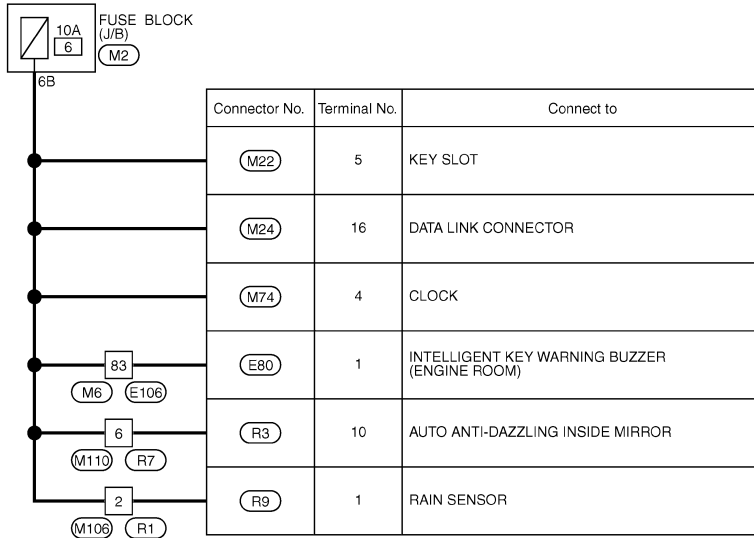 FUSE BLOCK
(J/B)
10A
6
M2
6B
Connector No. Terminal No. Connect to
M22 5 KEY SLOT
M24 16 DATA LINK CONNECTOR
M74 4 CLOCK
83 E80 1 INTELLIGENT KEY WARNING BUZZER
(ENGINE ROOM)
M6 E106
6 R3 10 AUTO ANTI-DAZZLING INSIDE MIRROR
M110 R7
2 R9 1 RAIN SENSOR
M106 R1